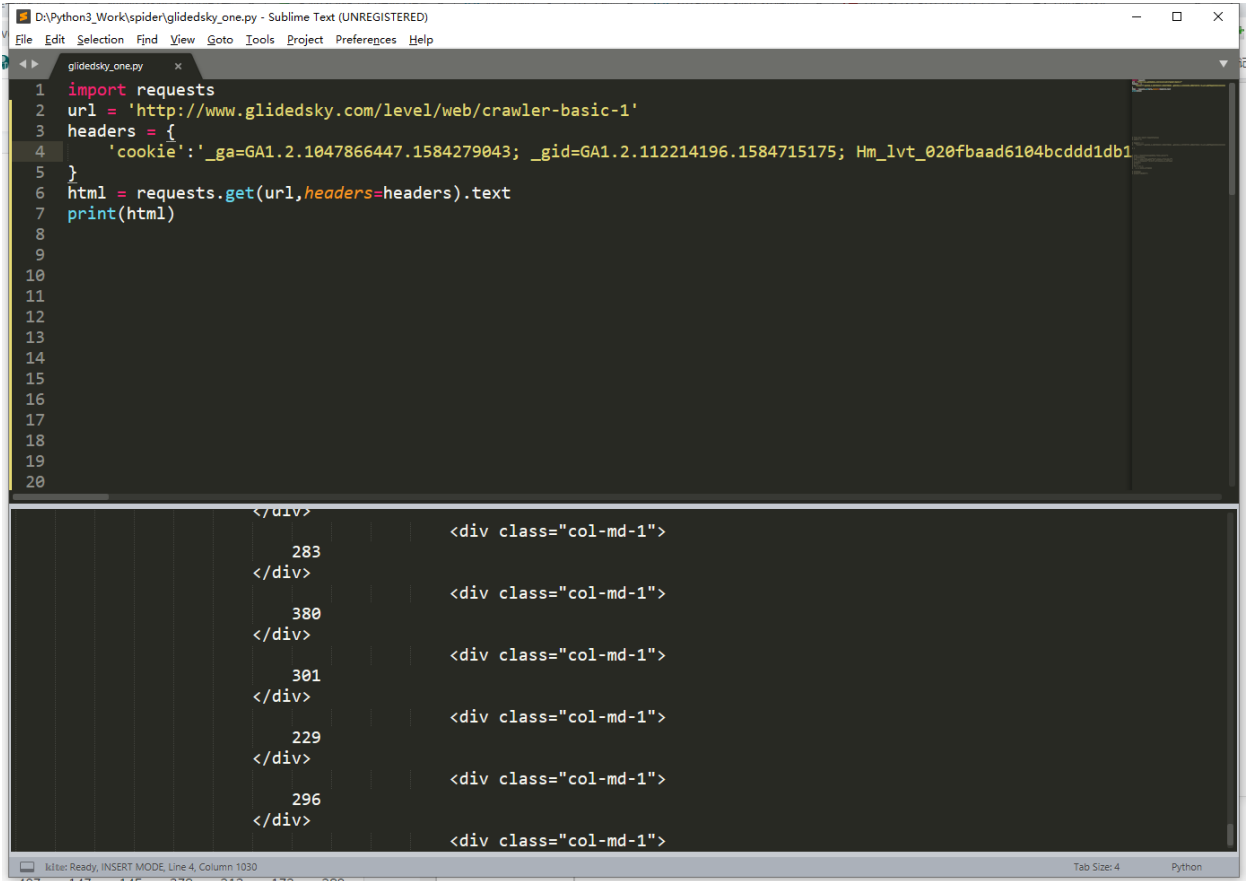 D:\Python3_Work\spider\glidedsky_one.py - Sublime Text (UNREGISTERED)
File Edit Selection Find View Goto Tools Project Preferences Help
glidedsky_one.py ×
1 import requests
2 url = 'http://www.glidedsky.com/level/web/crawler-basic-1'
3 headers = {
4 'cookie':'_ga=GA1.2.1047866447.1584279043; _gid=GA1.2.112214196.1584715175; Hm_lvt_020fbaad6104bcddd1db1
5 }
6 html = requests.get(url,headers=headers).text
7 print(html)
8
9
10
11
12
13
14
15
16
17
18
19
20
</div>
<div class="col-md-1">
283
</div>
<div class="col-md-1">
380
</div>
<div class="col-md-1">
301
</div>
<div class="col-md-1">
229
</div>
<div class="col-md-1">
296
</div>
<div class="col-md-1">
Ready, INSERT MODE, Line 4, Column 1030 Tab Size: 4 Python